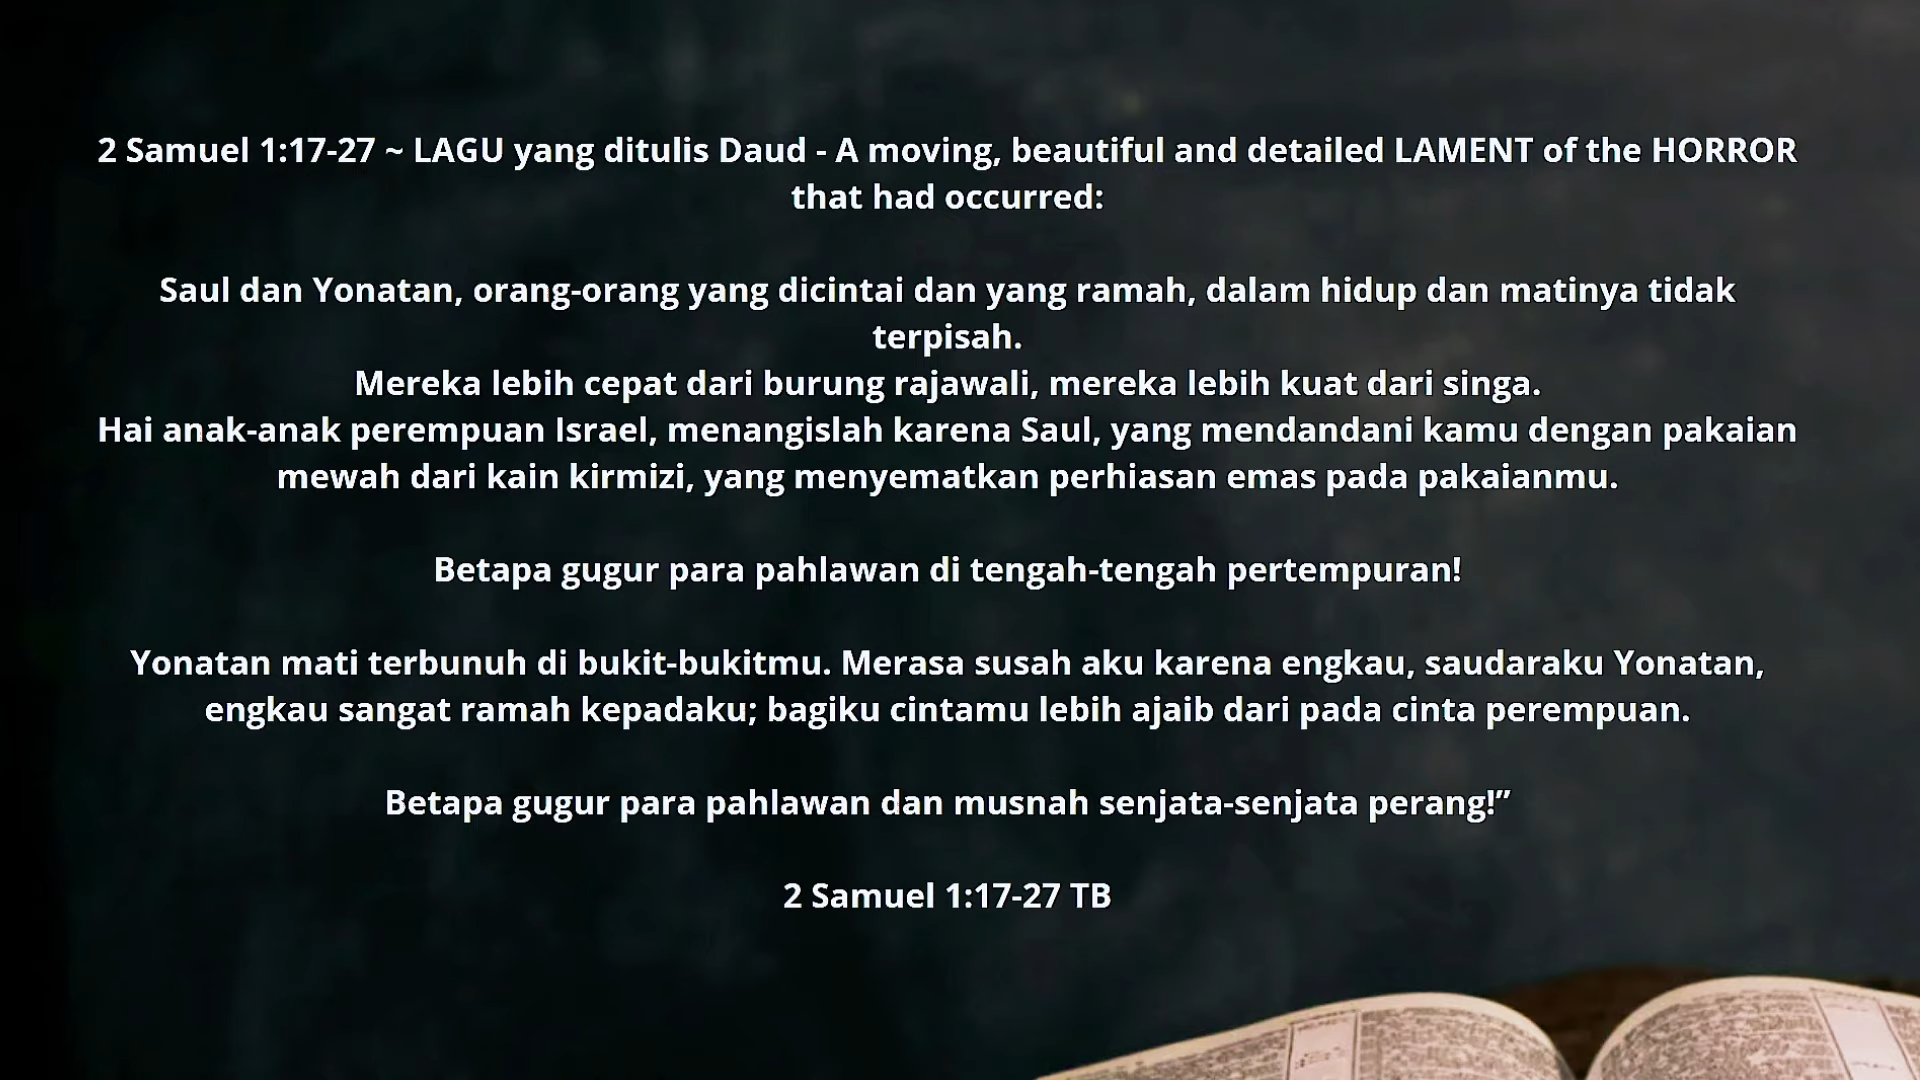 2 Samuel 1:17-27 ~ LAGU yang ditulis Daud - A moving, beautiful and detailed LAMENT of the HORROR
that had occurred:
Saul dan Yonatan, orang-orang yang dicintai dan yang ramah, dalam hidup dan matinya tidak
terpisah.
Mereka lebih cepat dari burung rajawali, mereka lebih kuat dari singa.
Hai anak-anak perempuan Israel, menangislah karena Saul, yang mendandani kamu dengan pakaian
mewah dari kain kirmizi, yang menyematkan perhiasan emas pada pakaianmu.
Betapa gugur para pahlawan di tengah-tengah pertempuran!
Yonatan mati terbunuh di bukit-bukitmu. Merasa susah aku karena engkau, saudaraku Yonatan,
engkau sangat ramah kepadaku; bagiku cintamu lebih ajaib dari pada cinta perempuan.
Betapa gugur para pahlawan dan musnah senjata-senjata perang!”
2 Samuel 1:17-27 TB